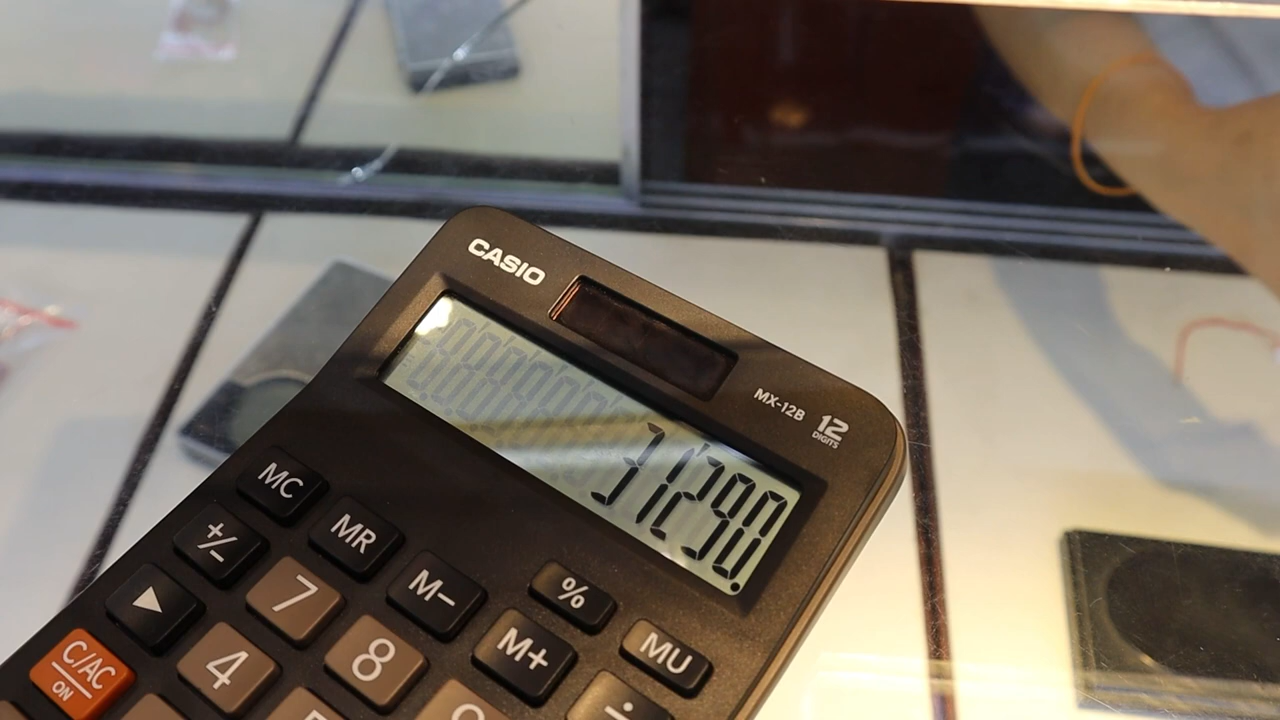 CASIO
MX-12B
12
DIGITS
31290.
MC
MR
M−
%
+/−
7
M+
MU
▶
8
÷
C/AC
ON
4